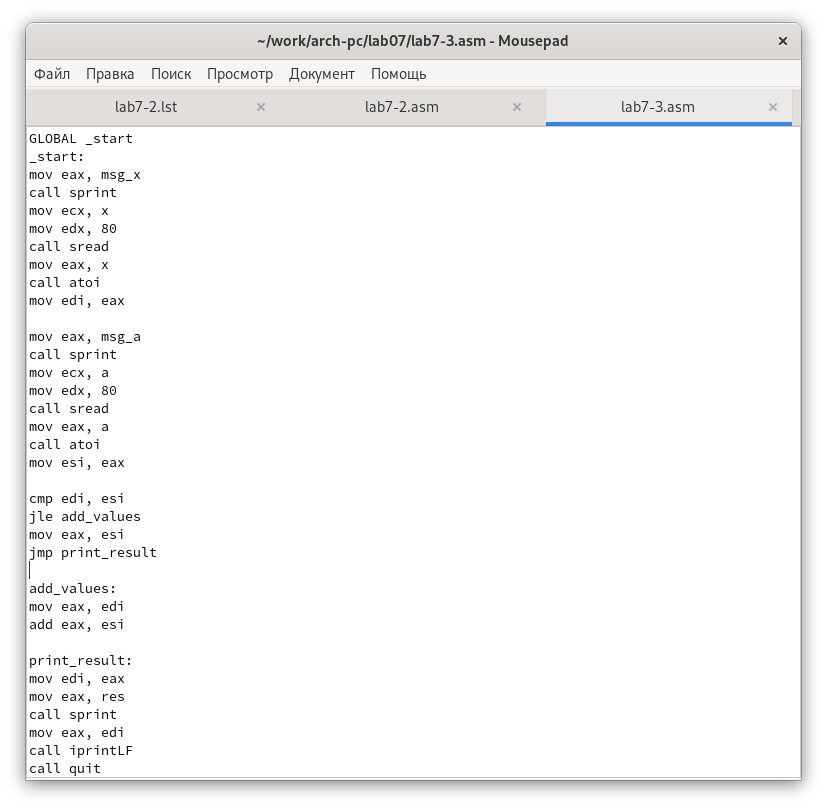 ~/work/arch-pc/lab07/lab7-3.asm - Mousepad
Файл Правка Поиск Просмотр Документ Помощь
lab7-2.lst lab7-2.asm lab7-3.asm
GLOBAL _start
_start:
mov eax, msg_x
call sprint
mov ecx, x
mov edx, 80
call sread
mov eax, x
call atoi
mov edi, eax
mov eax, msg_a
call sprint
mov ecx, a
mov edx, 80
call sread
mov eax, a
call atoi
mov esi, eax
cmp edi, esi
jle add_values
mov eax, esi
jmp print_result
add_values:
mov eax, edi
add eax, esi
print_result:
mov edi, eax
mov eax, res
call sprint
mov eax, edi
call iprintLF
call quit